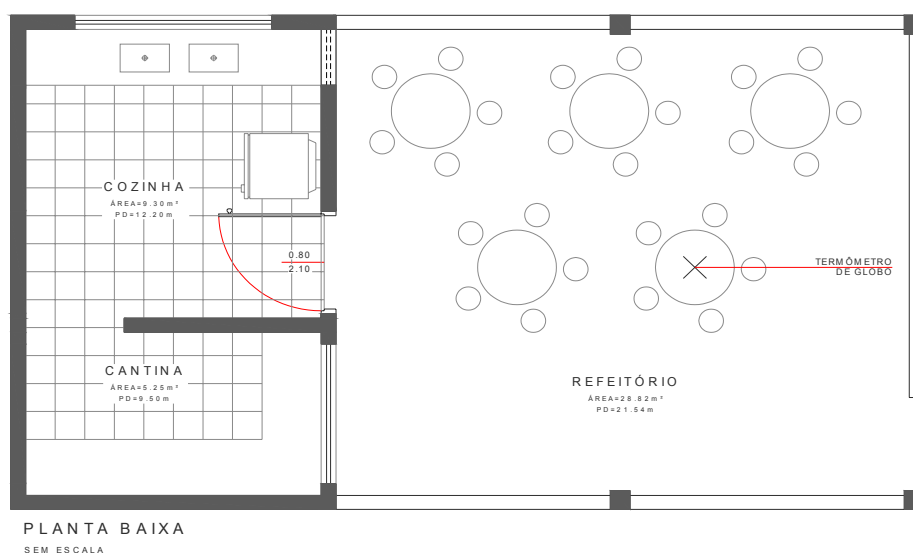 COZINHA
ÁREA=9.30m²
PD=12.20m
0.80
2.10
TERMÔMETRO
DE GLOBO
CANTINA
ÁREA=5.25m²
PD=9.50m
REFEITÓRIO
ÁREA=28.82m²
PD=21.54m
PLANTA BAIXA
SEM ESCALA